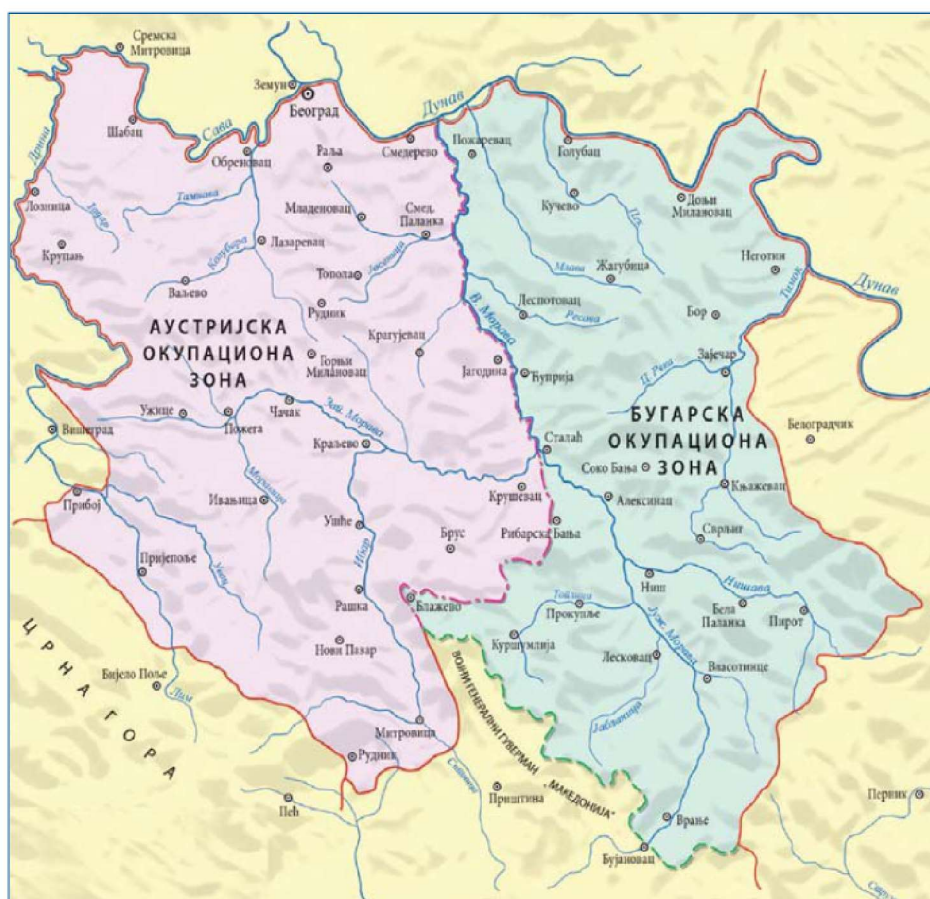 Сремска
Митровица
Земун
Београд
Дунав
Шабац
Сава
Дрина
Обреновац
Раља
Смедерево
Пожаревац
Голубац
Лозница
Тамнава
Јадар
Младеновац
Смед.
Паланка
Кучево
Пек
Доњи
Милановац
Крупањ
Лазаревац
Колубара
Јасеница
Топола
Млава
Жагубица
Неготин
Тимок
Дунав
Ваљево
Рудник
Деспотовац
Ресава
Бор
АУСТРИЈСКА
ОКУПАЦИОНА
ЗОНА
Крагујевац
В. Морава
Горњи
Милановац
Јагодина
Ћуприја
Зајечар
Ужице
Пожега
Чачак
Зап. Морава
БУГАРСКА
ОКУПАЦИОНА
ЗОНА
Вишеград
Краљево
Сталаћ
Белоградчик
Соко Бања
Прибој
Моравица
Ивањица
Крушевац
Алексинац
Књажевац
Ушће
Ибар
Брус
Рибарска Бања
Сврљиг
Пријепоље
Увац
Ниш
Нишава
Рашка
Блажево
Топлица
Прокупље
Бела
Паланка
Пирот
Нови Пазар
Куршумлија
Лесковац
Јуж. Морава
Власотинце
ЦРНА ГОРА
Бијело Поље
Лим
Јабланица
ВОЈНИ ГЕНЕРАЛНИ ГУВЕРМАН „МАКЕДОНИЈА“
Митровица
Рудник
Ситница
Пећ
Приштина
Перник
Врање
Бујановац